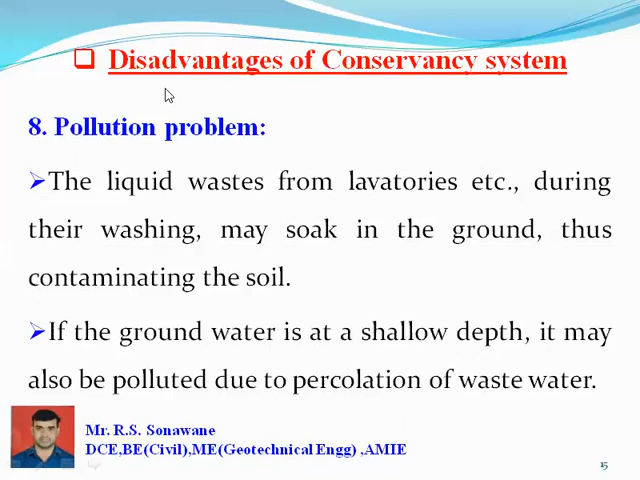 Disadvantages of Conservancy system
8. Pollution problem:
The liquid wastes from lavatories etc., during
their washing, may soak in the ground, thus
contaminating the soil.
If the ground water is at a shallow depth, it may
also be polluted due to percolation of waste water.
Mr. R.S. Sonawane
DCE,BE(Civil),ME(Geotechnical Engg) ,AMIE
15